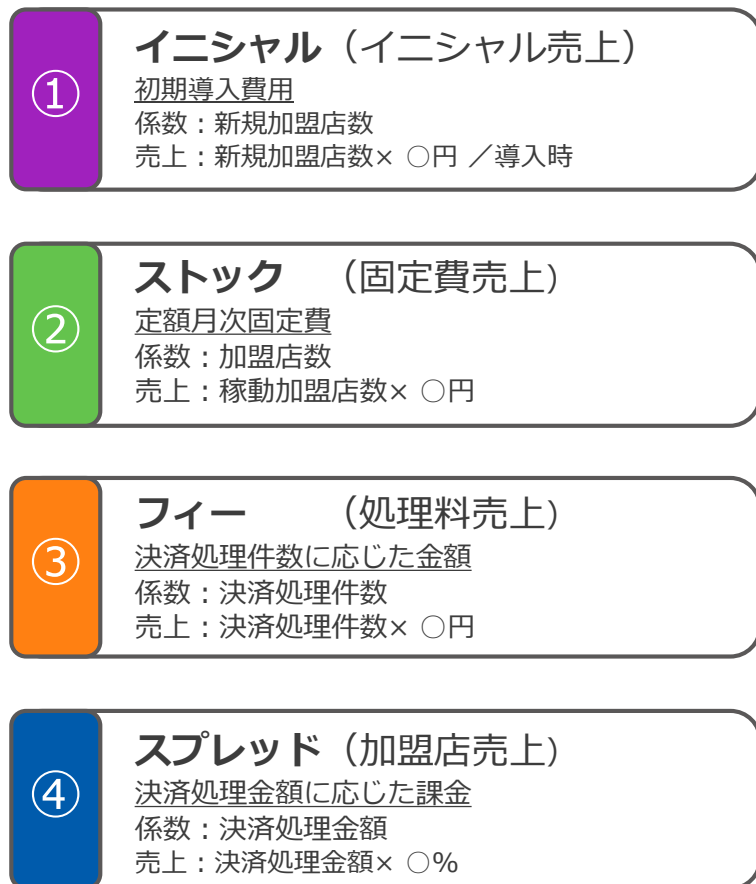 ①
イニシャル（イニシャル売上）
初期導入費用
係数：新規加盟店数
売上：新規加盟店数× ○円 ／導入時
②
ストック　（固定費売上）
定額月次固定費
係数：加盟店数
売上：稼動加盟店数× ○円
③
フィー　　（処理料売上）
決済処理件数に応じた金額
係数：決済処理件数
売上：決済処理件数× ○円
④
スプレッド（加盟店売上）
決済処理金額に応じた課金
係数：決済処理金額
売上：決済処理金額× ○%